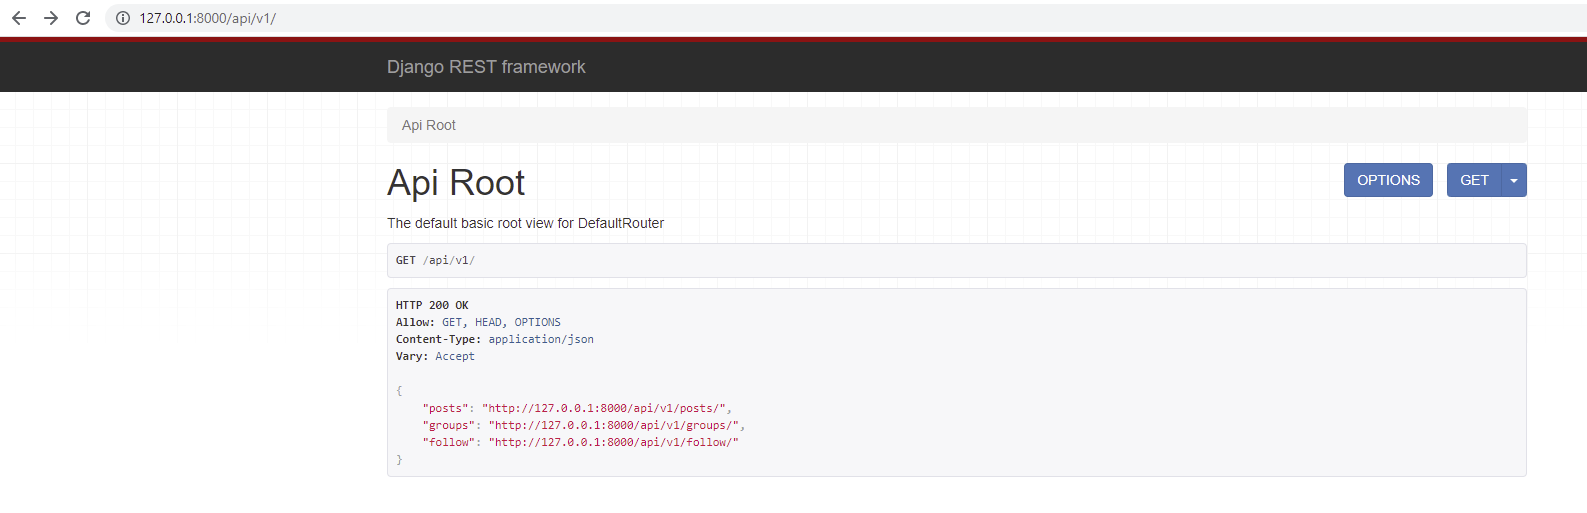 127.0.0.1:8000/api/v1/
Django REST framework
Api Root
Api Root
OPTIONS
GET
The default basic root view for DefaultRouter
GET /api/v1/
HTTP 200 OK
Allow: GET, HEAD, OPTIONS
Content-Type: application/json
Vary: Accept
{
"posts": "http://127.0.0.1:8000/api/v1/posts/",
"groups": "http://127.0.0.1:8000/api/v1/groups/",
"follow": "http://127.0.0.1:8000/api/v1/follow/"
}